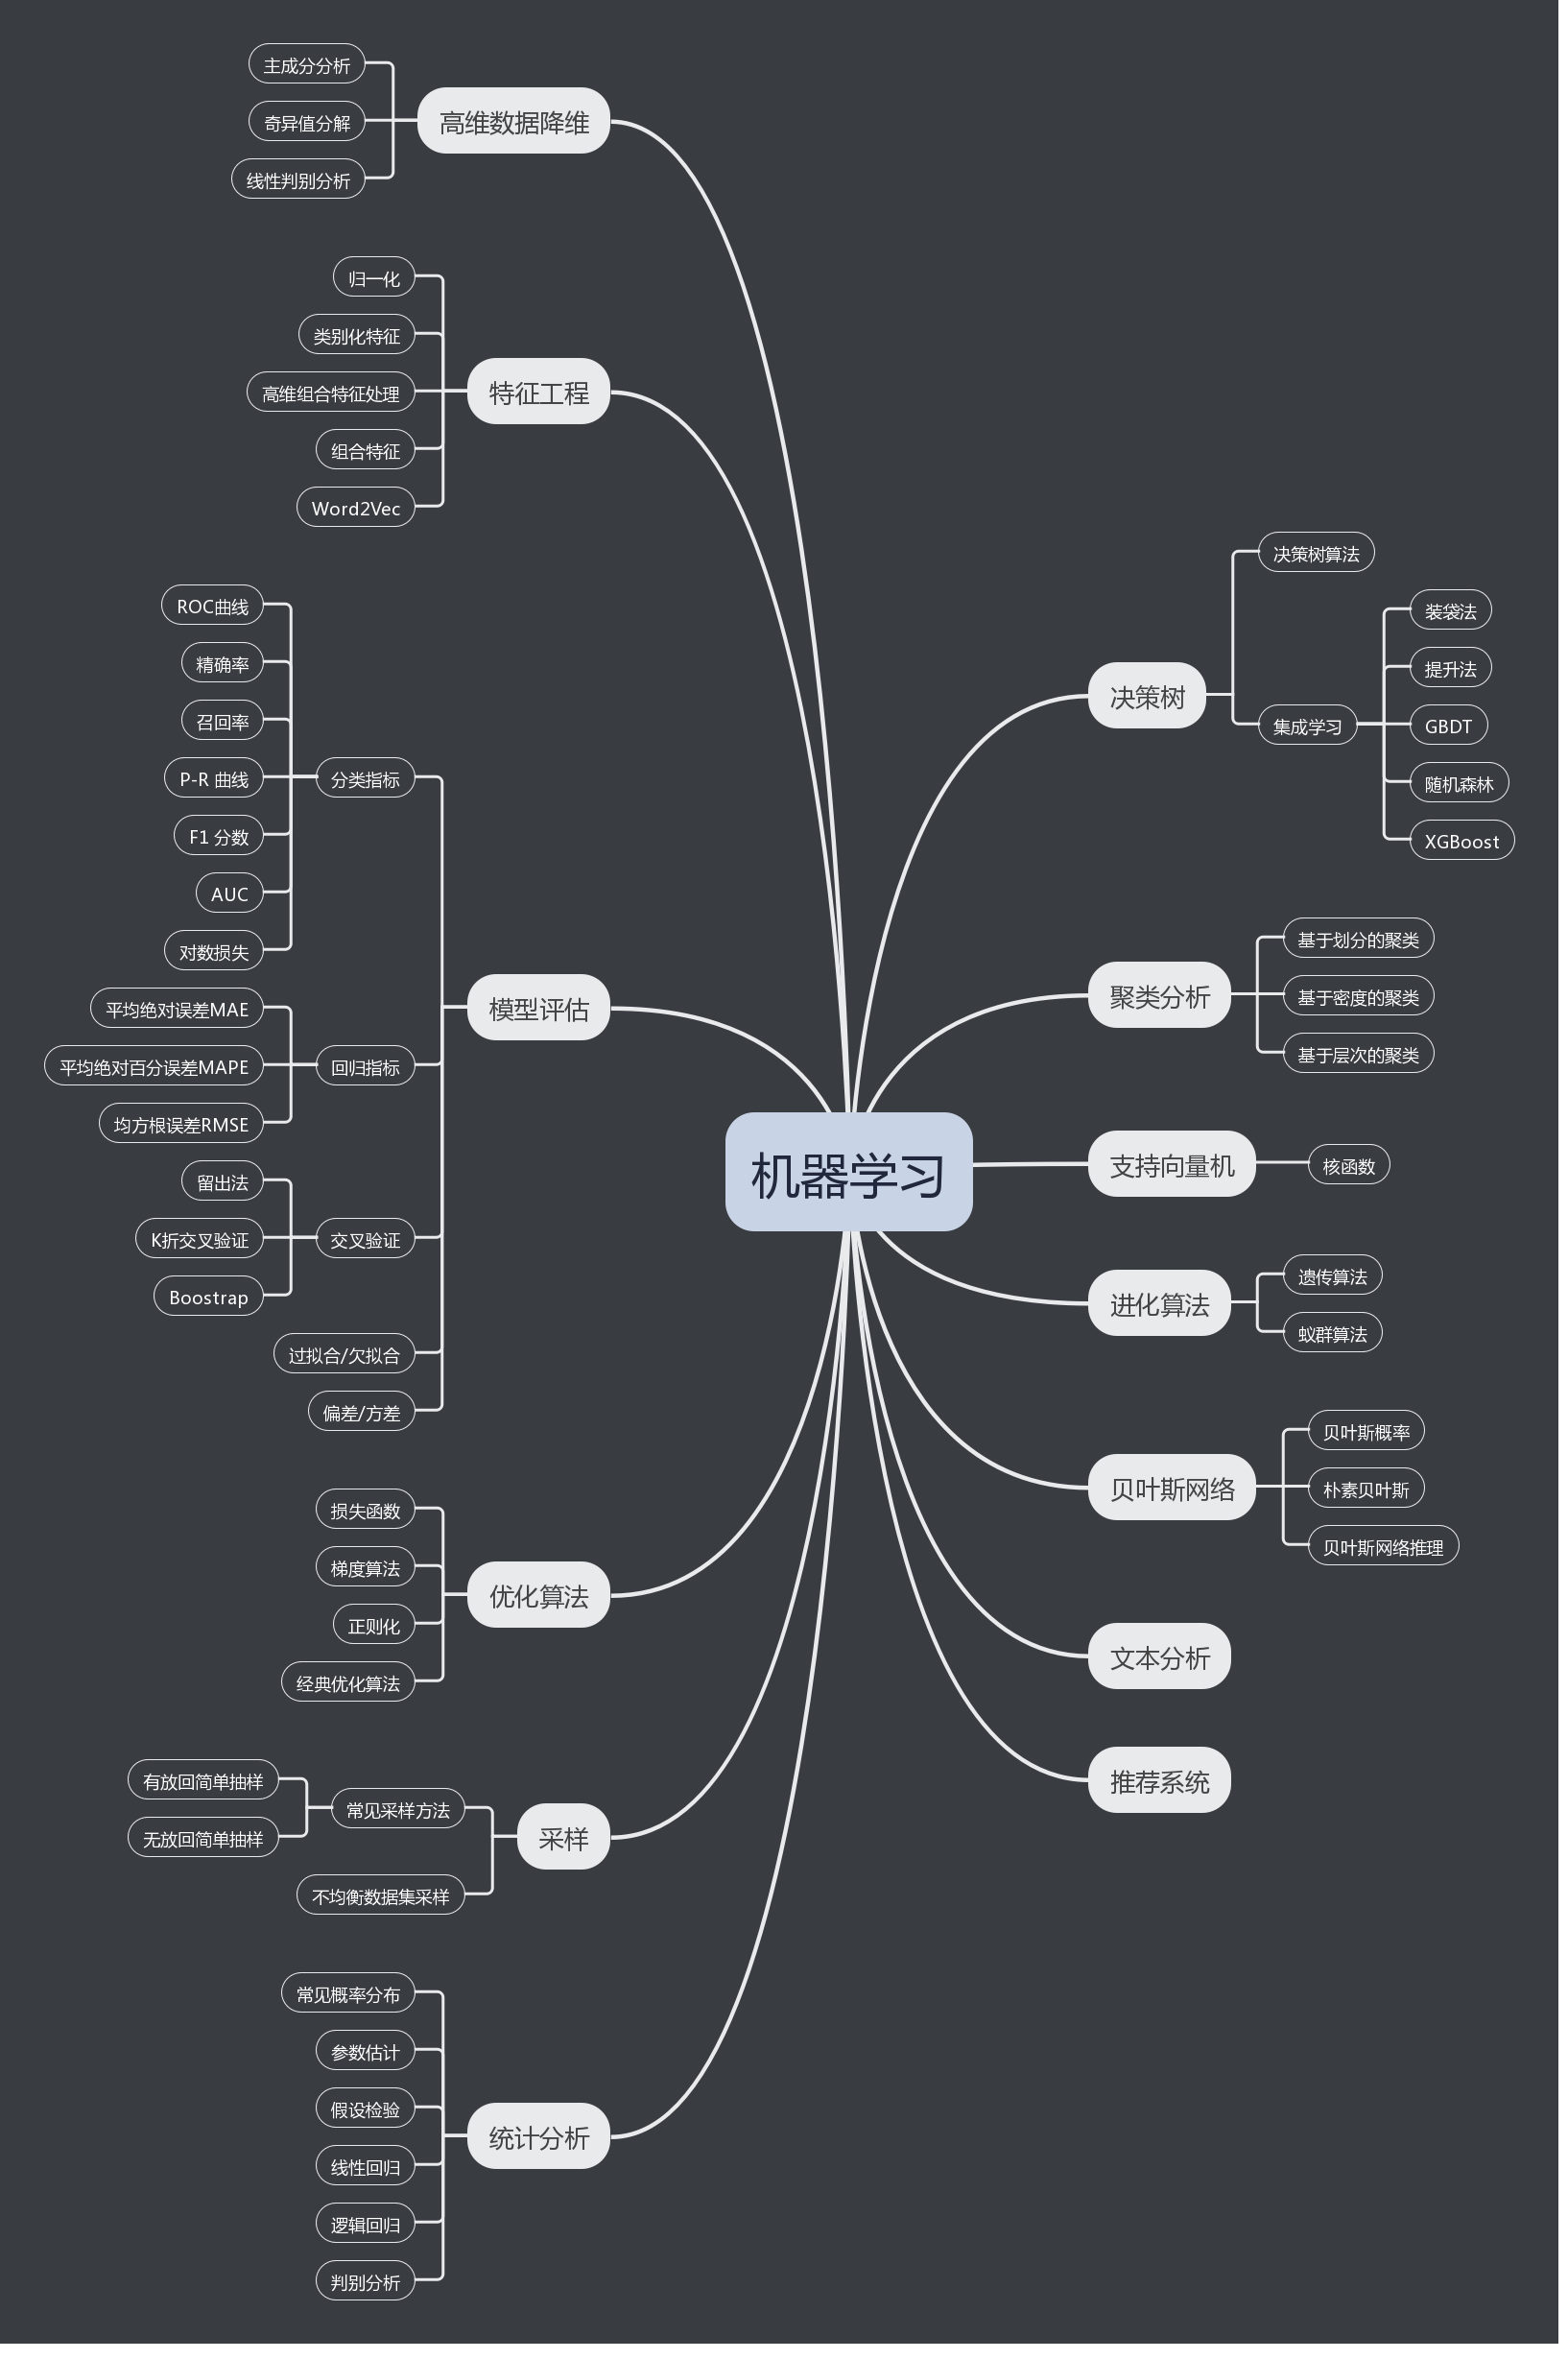 机器学习
高维数据降维
主成分分析
奇异值分解
线性判别分析
特征工程
归一化
类别化特征
高维组合特征处理
组合特征
Word2Vec
模型评估
分类指标
ROC曲线
精确率
召回率
P-R 曲线
F1 分数
AUC
对数损失
回归指标
平均绝对误差MAE
平均绝对百分误差MAPE
均方根误差RMSE
交叉验证
留出法
K折交叉验证
Boostrap
过拟合/欠拟合
偏差/方差
优化算法
损失函数
梯度算法
正则化
经典优化算法
采样
常见采样方法
有放回简单抽样
无放回简单抽样
不均衡数据集采样
统计分析
常见概率分布
参数估计
假设检验
线性回归
逻辑回归
判别分析
决策树
决策树算法
集成学习
装袋法
提升法
GBDT
随机森林
XGBoost
聚类分析
基于划分的聚类
基于密度的聚类
基于层次的聚类
支持向量机
核函数
进化算法
遗传算法
蚁群算法
贝叶斯网络
贝叶斯概率
朴素贝叶斯
贝叶斯网络推理
文本分析
推荐系统